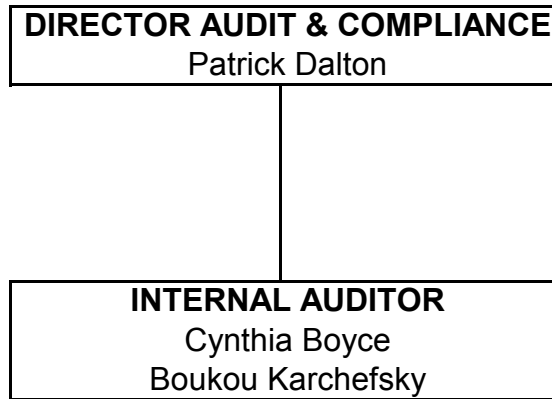 DIRECTOR AUDIT & COMPLIANCE
Patrick Dalton
INTERNAL AUDITOR
Cynthia Boyce
Boukou Karchefsky